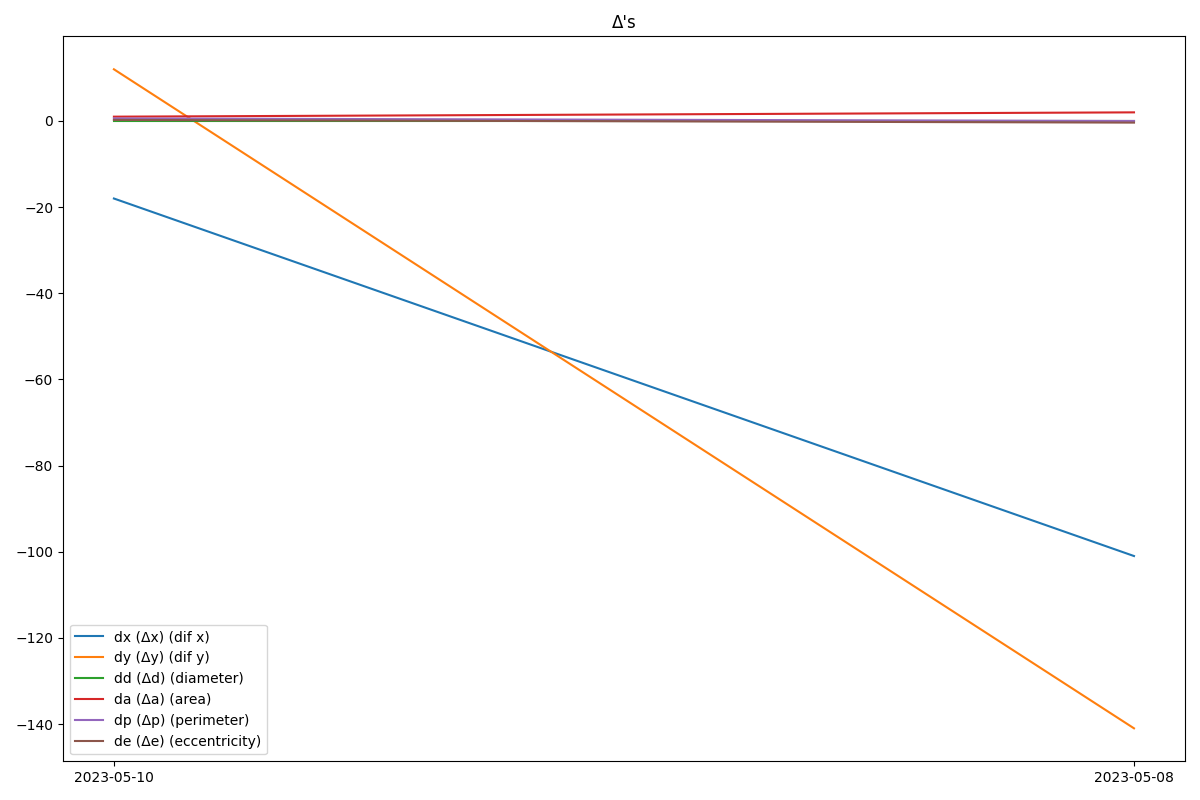 Δ's
0
−20
−40
−60
−80
−100
−120
−140
dx (Δx) (dif x)
dy (Δy) (dif y)
dd (Δd) (diameter)
da (Δa) (area)
dp (Δp) (perimeter)
de (Δe) (eccentricity)
2023-05-10 2023-05-08